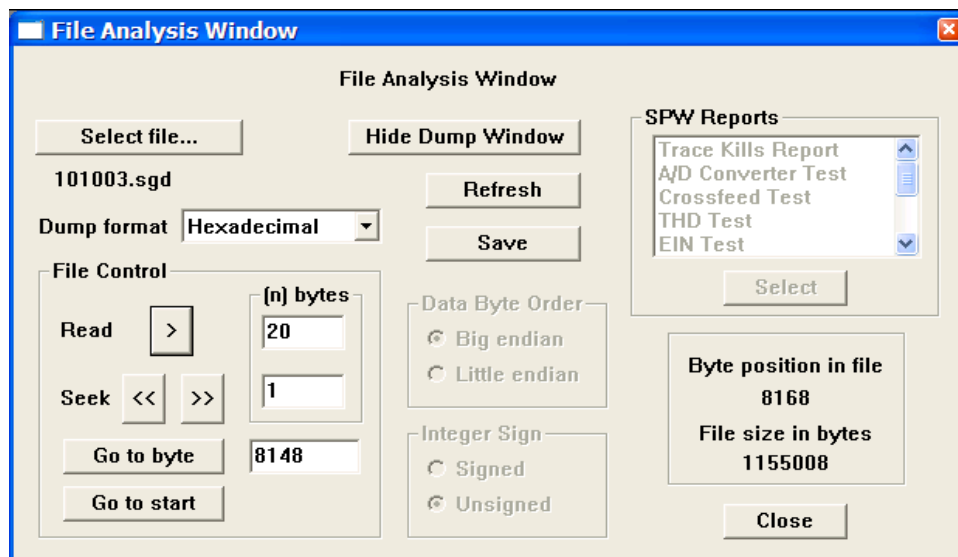 File Analysis Window
File Analysis Window
Select file...
Hide Dump Window
101003.sgd
Refresh
Dump format Hexadecimal
Save
File Control
(n) bytes
Read > 20
Seek << >> 1
Go to byte 8148
Go to start
Data Byte Order
Big endian
Little endian
Integer Sign
Signed
Unsigned
SPW Reports
Trace Kills Report
A/D Converter Test
Crossfeed Test
THD Test
EIN Test
Select
Byte position in file
8168
File size in bytes
1155008
Close